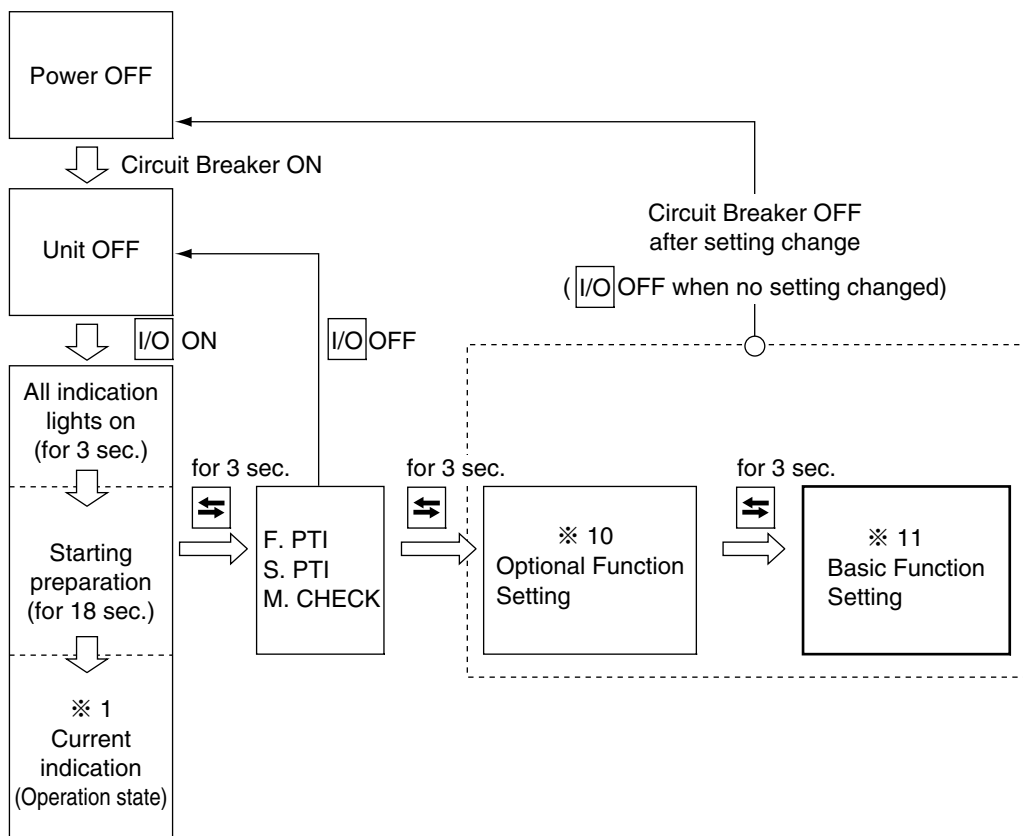 Power OFF
Circuit Breaker ON
Unit OFF
I/O ON
I/O OFF
Circuit Breaker OFF
after setting change
( I/O OFF when no setting changed)
All indication
lights on
(for 3 sec.)
Starting
preparation
(for 18 sec.)
※ 1
Current
indication
(Operation state)
for 3 sec.
F. PTI
S. PTI
M. CHECK
for 3 sec.
※ 10
Optional Function
Setting
for 3 sec.
※ 11
Basic Function
Setting